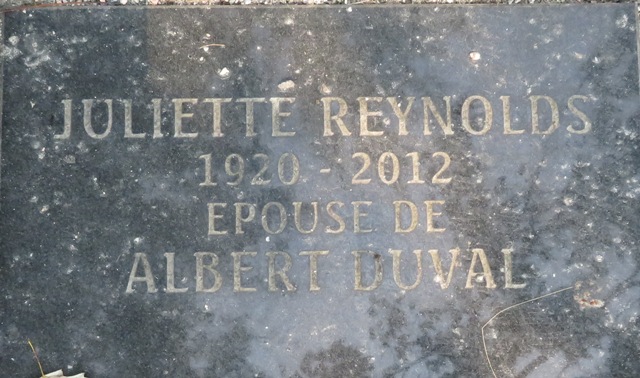 JULIETTE REYNOLDS
1920 - 2012
EPOUSE DE
ALBERT DUVAL